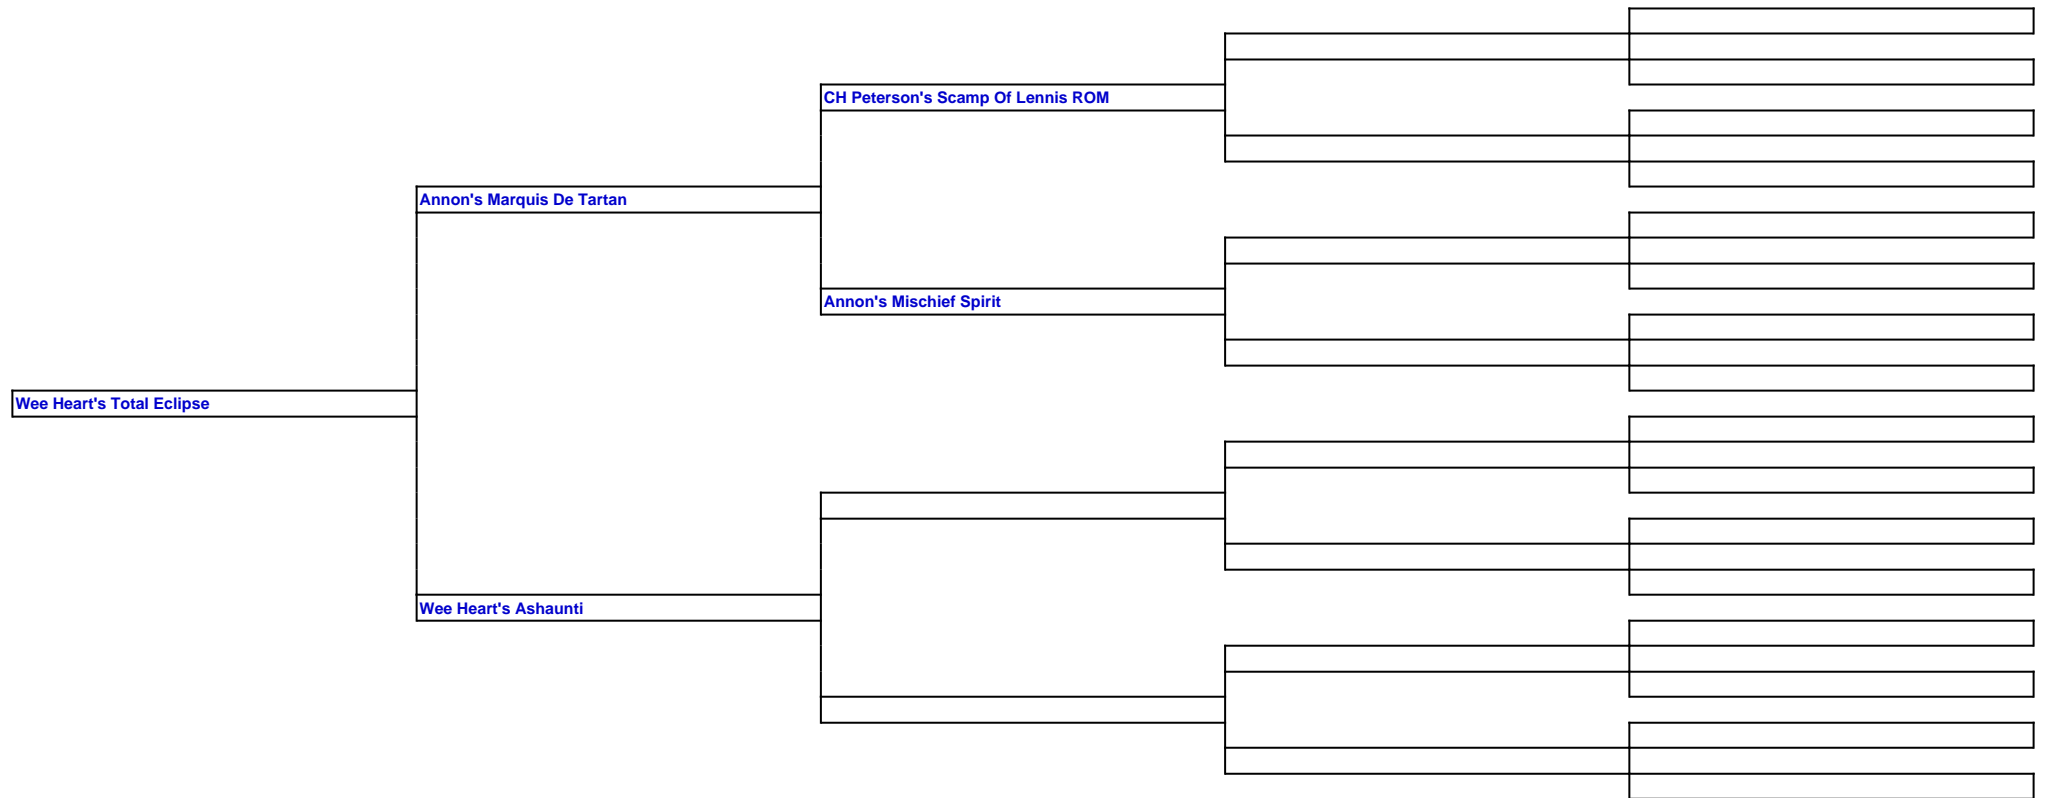 CH Peterson's Scamp Of Lennis ROM
Annon's Marquis De Tartan
Annon's Mischief Spirit
Wee Heart's Total Eclipse
Wee Heart's Ashaunti